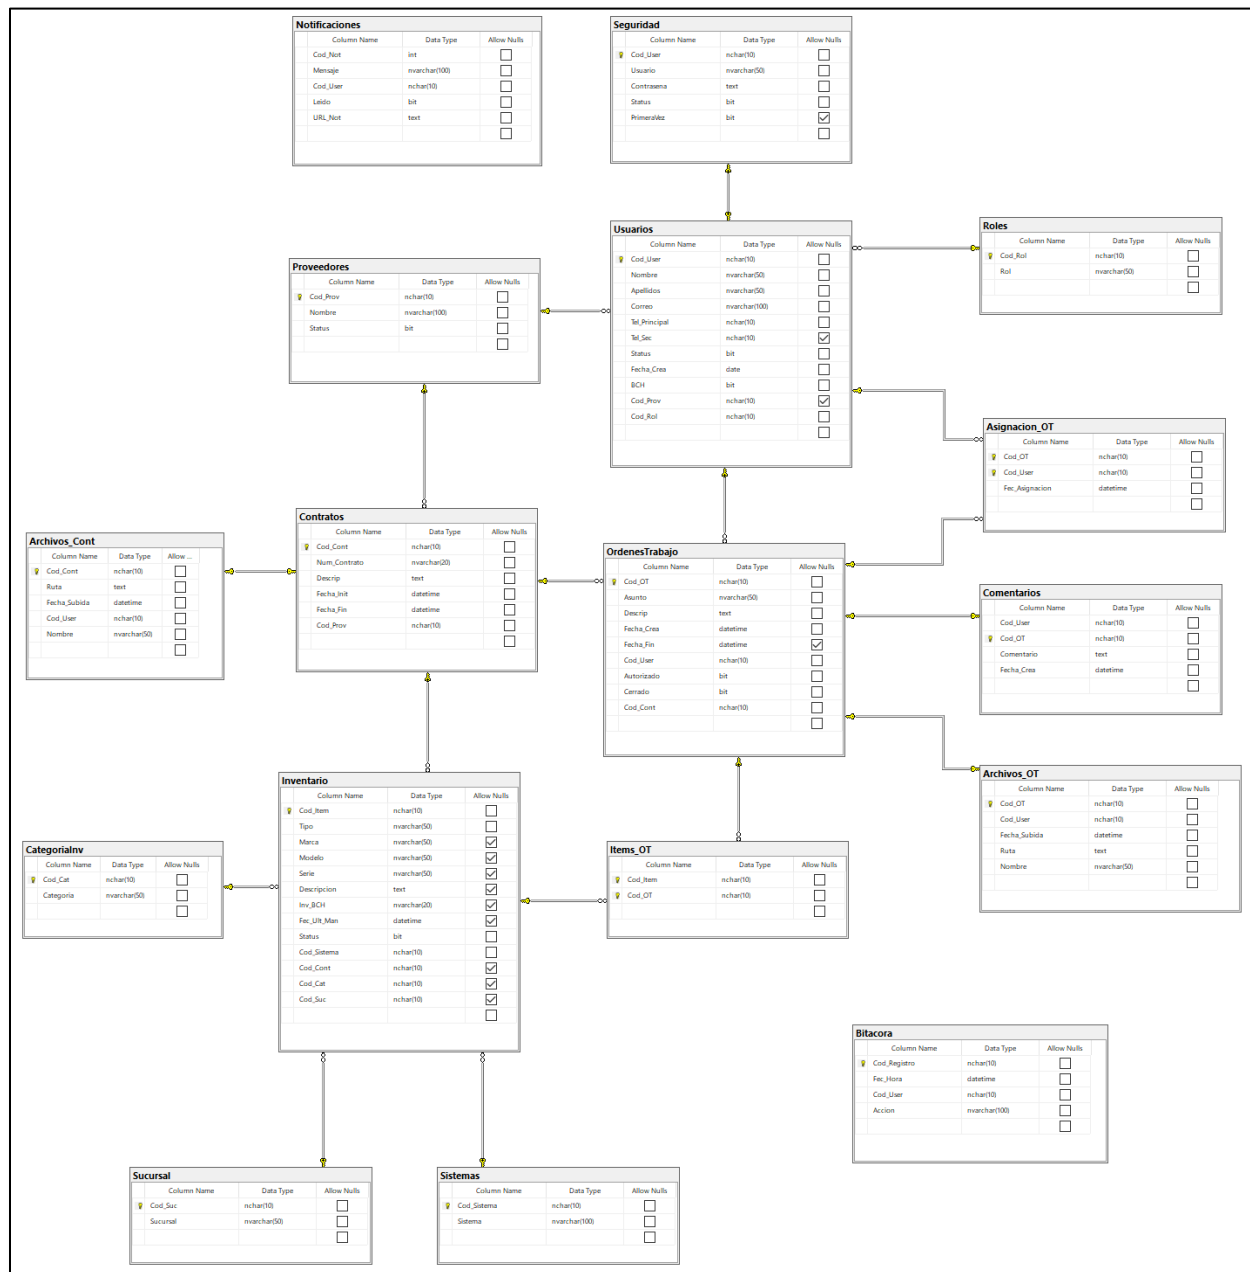 Notificaciones
Column Name Data Type Allow Nulls
Cod_Not int
Mensaje nvarchar(100)
Cod_User nchar(10)
Leido bit
URL_Not text
Seguridad
Column Name Data Type Allow Nulls
Cod_User nchar(10)
Usuario nvarchar(50)
Contrasena text
Status bit
PrimeraVez bit
Usuarios
Column Name Data Type Allow Nulls
Cod_User nchar(10)
Nombre nvarchar(50)
Apellidos nvarchar(50)
Correo nvarchar(100)
Tel_Principal nchar(10)
Tel_Sec nchar(10)
Status bit
Fecha_Crea date
BCH bit
Cod_Prov nchar(10)
Cod_Rol nchar(10)
Roles
Column Name Data Type Allow Nulls
Cod_Rol nchar(10)
Rol nvarchar(50)
Proveedores
Column Name Data Type Allow Nulls
Cod_Prov nchar(10)
Nombre nvarchar(100)
Status bit
Asignacion_OT
Column Name Data Type Allow Nulls
Cod_OT nchar(10)
Cod_User nchar(10)
Fec_Asignacion datetime
Archivos_Cont
Column Name Data Type Allow ...
Cod_Cont nchar(10)
Ruta text
Fecha_Subida datetime
Cod_User nchar(10)
Nombre nvarchar(50)
Contratos
Column Name Data Type Allow Nulls
Cod_Cont nchar(10)
Num_Contrato nvarchar(20)
Descrip text
Fecha_Init datetime
Fecha_Fin datetime
Cod_Prov nchar(10)
OrdenesTrabajo
Column Name Data Type Allow Nulls
Cod_OT nchar(10)
Asunto nvarchar(50)
Descrip text
Fecha_Crea datetime
Fecha_Fin datetime
Cod_User nchar(10)
Autorizado bit
Cerrado bit
Cod_Cont nchar(10)
Comentarios
Column Name Data Type Allow Nulls
Cod_User nchar(10)
Cod_OT nchar(10)
Comentario text
Fecha_Crea datetime
Archivos_OT
Column Name Data Type Allow Nulls
Cod_OT nchar(10)
Cod_User nchar(10)
Fecha_Subida datetime
Ruta text
Nombre nvarchar(50)
Inventario
Column Name Data Type Allow Nulls
Cod_Item nchar(10)
Tipo nvarchar(50)
Marca nvarchar(50)
Modelo nvarchar(50)
Serie nvarchar(50)
Descripcion text
Inv_BCH nvarchar(20)
Fec_Ult_Man datetime
Status bit
Cod_Sistema nchar(10)
Cod_Cont nchar(10)
Cod_Cat nchar(10)
Cod_Suc nchar(10)
CategoriaInv
Column Name Data Type Allow Nulls
Cod_Cat nchar(10)
Categoria nvarchar(50)
Items_OT
Column Name Data Type Allow Nulls
Cod_Item nchar(10)
Cod_OT nchar(10)
Bitacora
Column Name Data Type Allow Nulls
Cod_Registro nchar(10)
Fec_Hora datetime
Cod_User nchar(10)
Accion nvarchar(100)
Sucursal
Column Name Data Type Allow Nulls
Cod_Suc nchar(10)
Sucursal nvarchar(50)
Sistemas
Column Name Data Type Allow Nulls
Cod_Sistema nchar(10)
Sistema nvarchar(100)